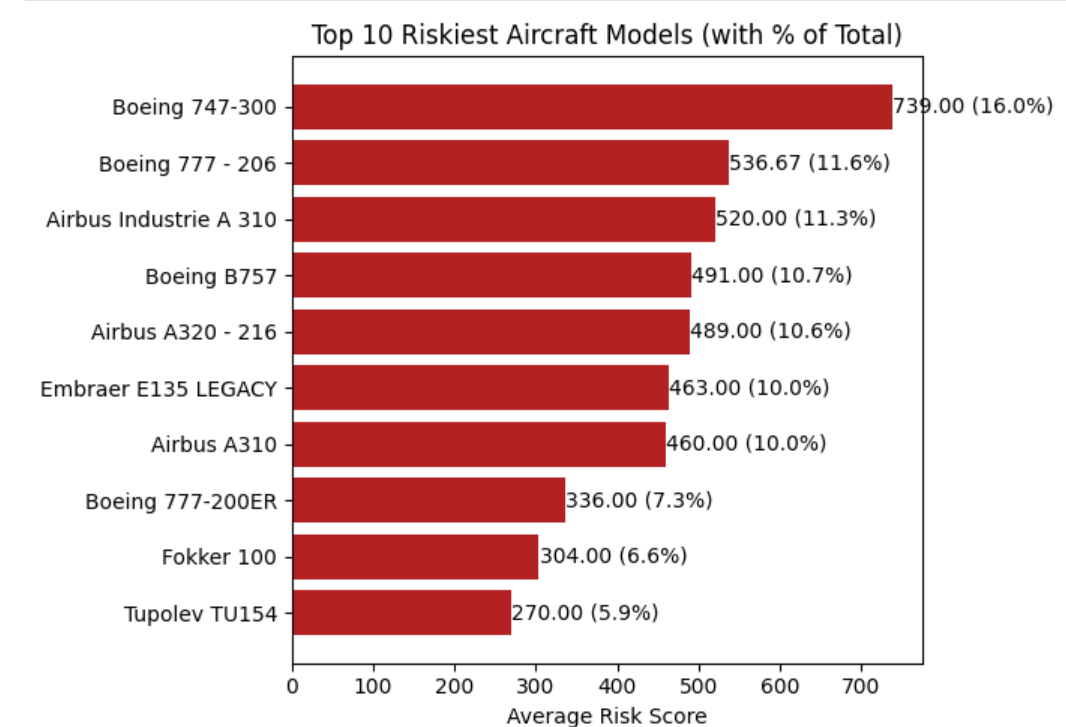 Top 10 Riskiest Aircraft Models (with % of Total)
Boeing 747-300 739.00 (16.0%)
Boeing 777 - 206 536.67 (11.6%)
Airbus Industrie A 310 520.00 (11.3%)
Boeing B757 491.00 (10.7%)
Airbus A320 - 216 489.00 (10.6%)
Embraer E135 LEGACY 463.00 (10.0%)
Airbus A310 460.00 (10.0%)
Boeing 777-200ER 336.00 (7.3%)
Fokker 100 304.00 (6.6%)
Tupolev TU154 270.00 (5.9%)
0 100 200 300 400 500 600 700
Average Risk Score